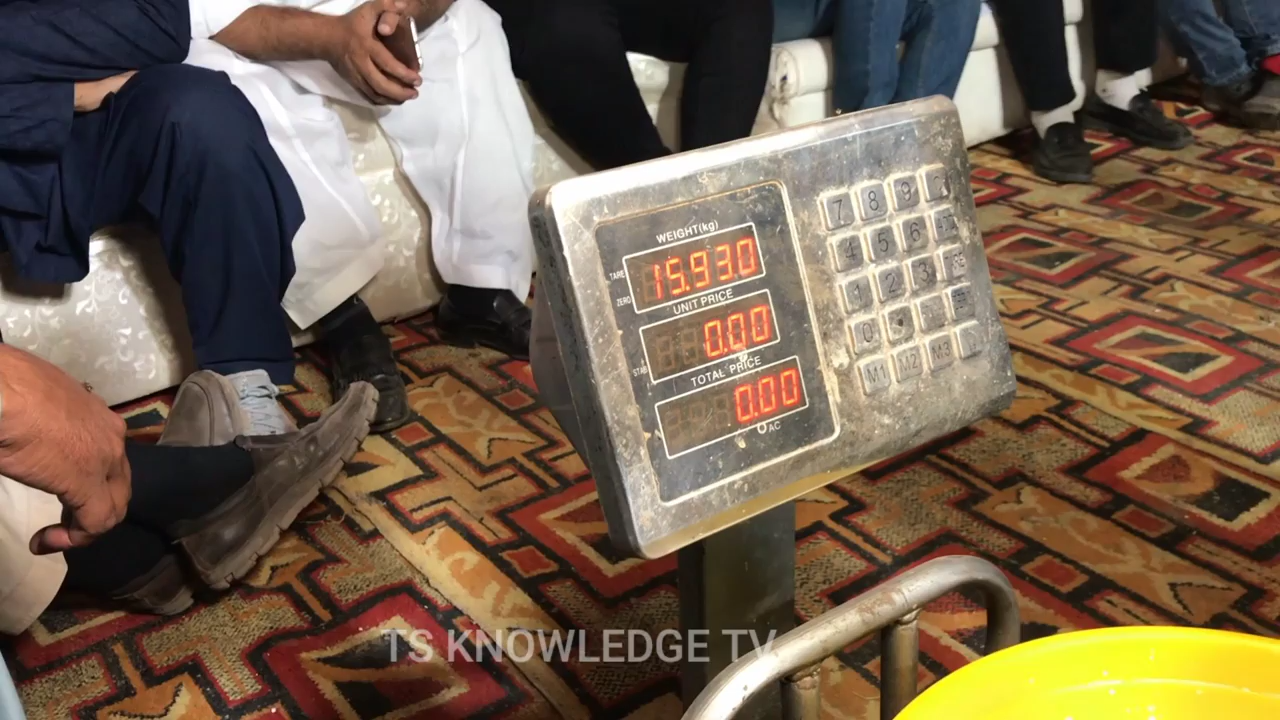 WEIGHT(kg)
15.930
TARE
ZERO
UNIT PRICE
0.00
STAB
TOTAL PRICE
0.00
AC
7 8 9
4 5 6
1 2 3
0
M1 M2 M3
TS KNOWLEDGE TV